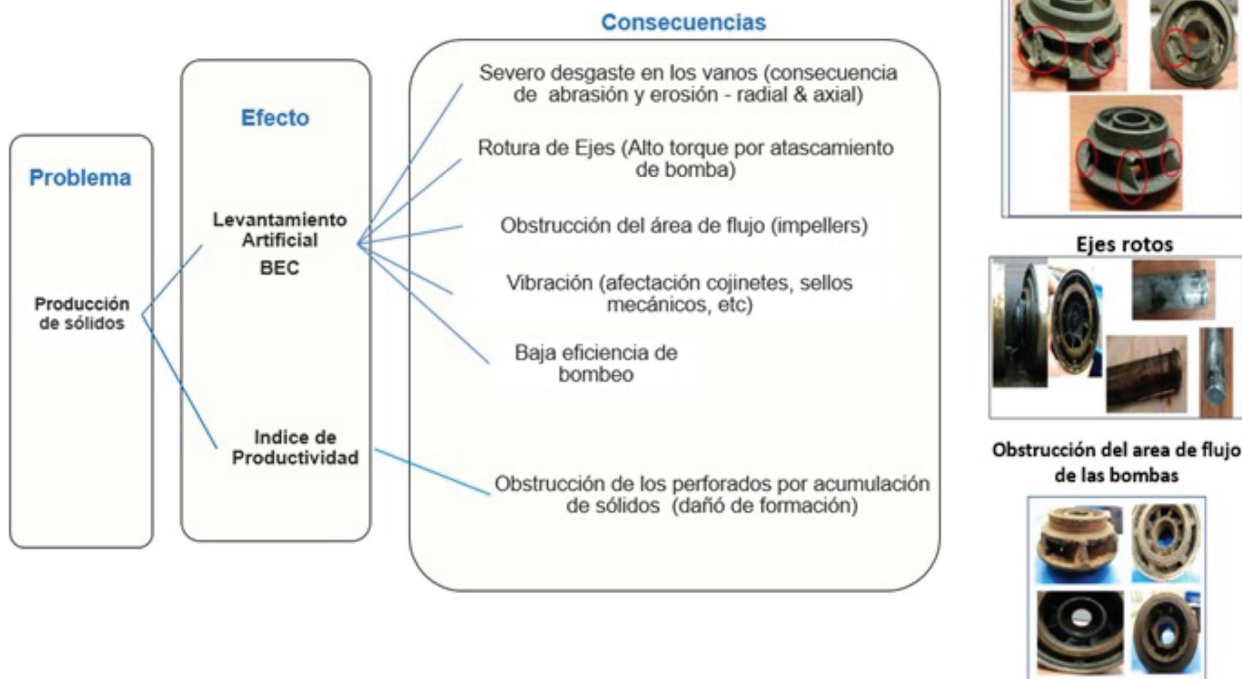 Consecuencias
Efecto
Problema
Producción
de sólidos
Levantamiento
Artificial
BEC
Indice de
Productividad
Severo desgaste en los vanos (consecuencia
de abrasión y erosión - radial & axial)
Rotura de Ejes (Alto torque por atascamiento
de bomba)
Obstrucción del área de flujo (impellers)
Vibración (afectación cojinetes, sellos
mecánicos, etc)
Baja eficiencia de
bombeo
Obstrucción de los perforados por acumulación
de sólidos (dañó de formación)
Ejes rotos
Obstrucción del area de flujo
de las bombas